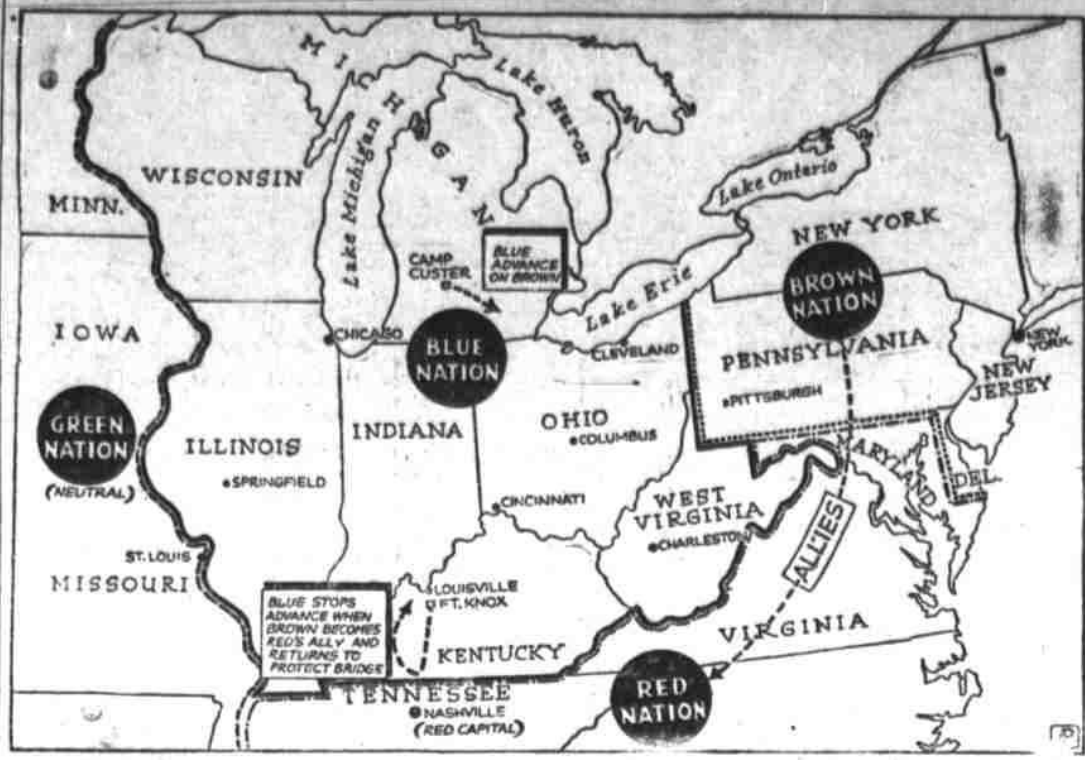 MICHIGAN
Lake Huron
Lake Michigan
WISCONSIN
MINN.
Lake Ontario
NEW YORK
CAMP
CUSTER
BLUE
ADVANCE
ON BROWN
Lake Erie
BROWN
NATION
IOWA
CHICAGO
BLUE
NATION
CLEVELAND
PENNSYLVANIA
NEW
YORK
NEW
JERSEY
PITTSBURGH
GREEN
NATION
(NEUTRAL)
ILLINOIS
SPRINGFIELD
INDIANA
OHIO
COLUMBUS
MARYLAND
DEL.
CINCINNATI
WEST
VIRGINIA
CHARLESTON
ALLIES
ST. LOUIS
MISSOURI
BLUE STOPS
ADVANCE WHEN
BROWN BECOMES
RED'S ALLY AND
RETURNS TO
PROTECT BRIDGE
LOUISVILLE
FT. KNOX
KENTUCKY
VIRGINIA
TENNESSEE
NASHVILLE
(RED CAPITAL)
RED
NATION